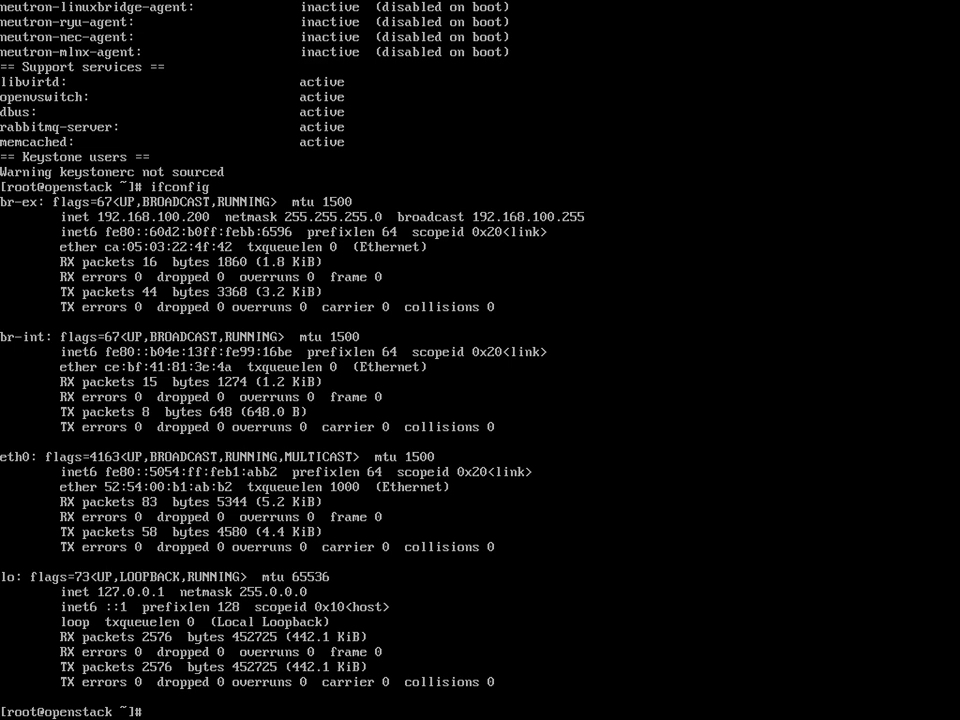 neutron-linuxbridge-agent:              inactive  (disabled on boot)
neutron-ryu-agent:                      inactive  (disabled on boot)
neutron-nec-agent:                      inactive  (disabled on boot)
neutron-mlnx-agent:                     inactive  (disabled on boot)
== Support services ==
libvirtd:                               active
openvswitch:                            active
dbus:                                   active
rabbitmq-server:                        active
memcached:                              active
== Keystone users ==
Warning keystonerc not sourced
[root@openstack ~]# ifconfig
br-ex: flags=67<UP,BROADCAST,RUNNING>  mtu 1500
        inet 192.168.100.200  netmask 255.255.255.0  broadcast 192.168.100.255
        inet6 fe80::60d2:b0ff:febb:6596  prefixlen 64  scopeid 0x20<link>
        ether ca:05:03:22:4f:42  txqueuelen 0  (Ethernet)
        RX packets 16  bytes 1860 (1.8 KiB)
        RX errors 0  dropped 0  overruns 0  frame 0
        TX packets 44  bytes 3368 (3.2 KiB)
        TX errors 0  dropped 0 overruns 0  carrier 0  collisions 0

br-int: flags=67<UP,BROADCAST,RUNNING>  mtu 1500
        inet6 fe80::b04e:13ff:fe99:16be  prefixlen 64  scopeid 0x20<link>
        ether ce:bf:41:81:3e:4a  txqueuelen 0  (Ethernet)
        RX packets 15  bytes 1274 (1.2 KiB)
        RX errors 0  dropped 0  overruns 0  frame 0
        TX packets 8  bytes 648 (648.0 B)
        TX errors 0  dropped 0 overruns 0  carrier 0  collisions 0

eth0: flags=4163<UP,BROADCAST,RUNNING,MULTICAST>  mtu 1500
        inet6 fe80::5054:ff:feb1:abb2  prefixlen 64  scopeid 0x20<link>
        ether 52:54:00:b1:ab:b2  txqueuelen 1000  (Ethernet)
        RX packets 83  bytes 5344 (5.2 KiB)
        RX errors 0  dropped 0  overruns 0  frame 0
        TX packets 58  bytes 4580 (4.4 KiB)
        TX errors 0  dropped 0 overruns 0  carrier 0  collisions 0

lo: flags=73<UP,LOOPBACK,RUNNING>  mtu 65536
        inet 127.0.0.1  netmask 255.0.0.0
        inet6 ::1  prefixlen 128  scopeid 0x10<host>
        loop  txqueuelen 0  (Local Loopback)
        RX packets 2576  bytes 452725 (442.1 KiB)
        RX errors 0  dropped 0  overruns 0  frame 0
        TX packets 2576  bytes 452725 (442.1 KiB)
        TX errors 0  dropped 0 overruns 0  carrier 0  collisions 0

[root@openstack ~]#